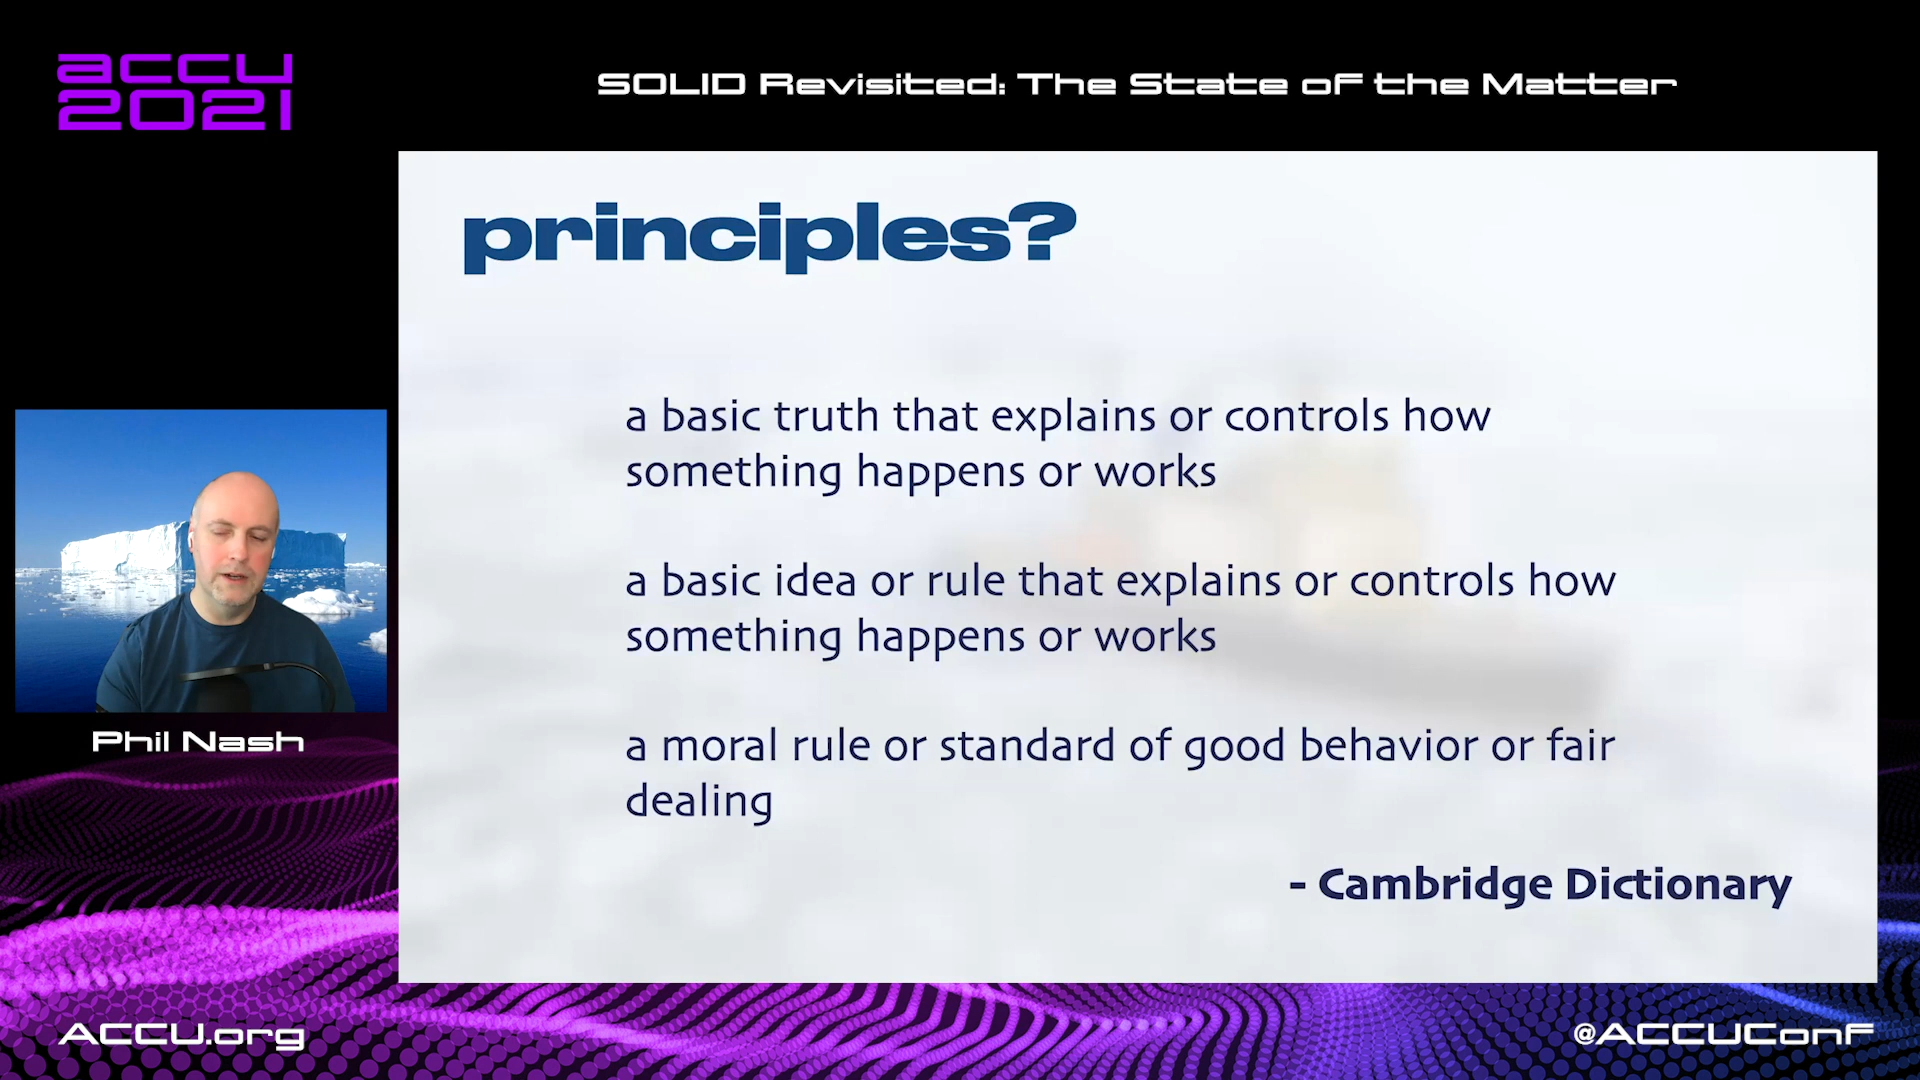 accu
2021
SOLID Revisited: The State of the Matter
principles?
a basic truth that explains or controls how
something happens or works
a basic idea or rule that explains or controls how
something happens or works
a moral rule or standard of good behavior or fair
dealing
- Cambridge Dictionary
Phil Nash
ACCU.org
@ACCUConf